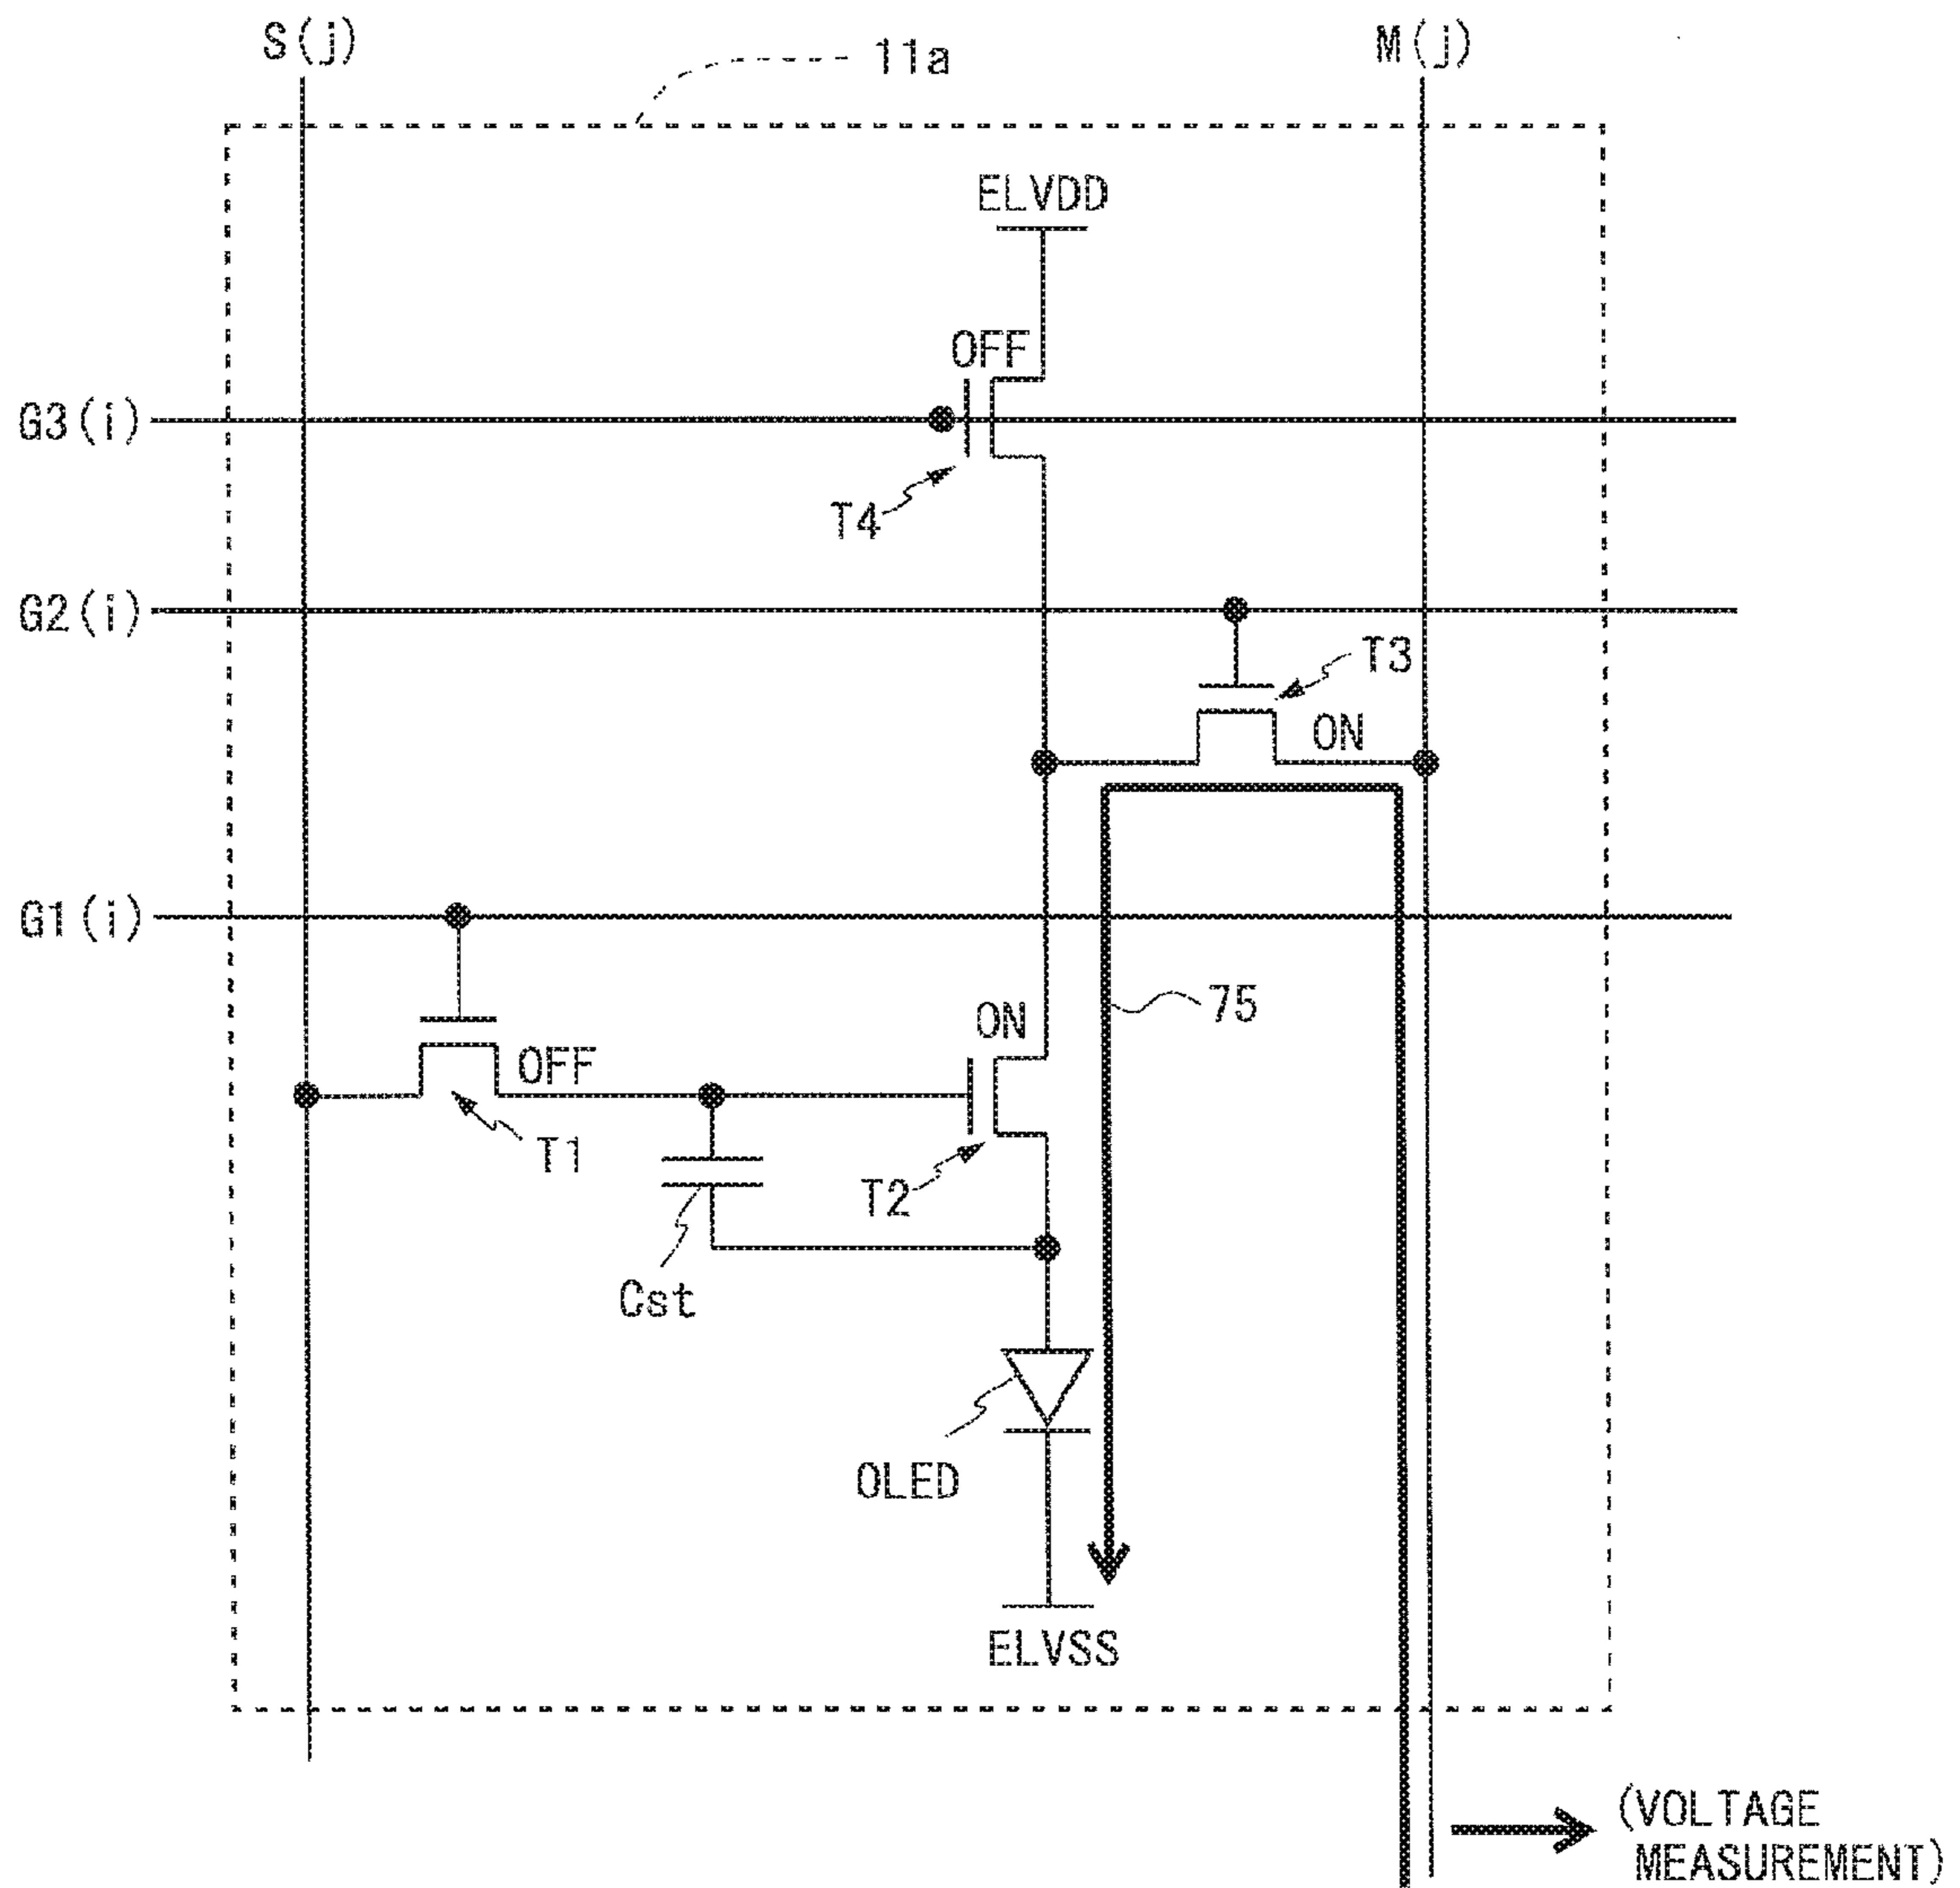 S(j)
11a
M(j)
ELVDD
OFF
G3(i)
T4
G2(i)
T3
ON
G1(i)
75
ON
OFF
T1
T2
Cst
OLED
ELVSS
(VOLTAGE
MEASUREMENT)